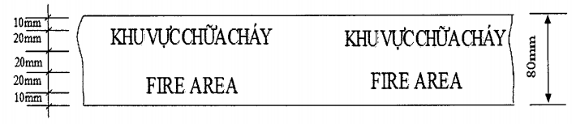 10mm
20mm
20mm
20mm
10mm
KHU VỰC CHỮA CHÁY KHU VỰC CHỮA CHÁY
FIRE AREA FIRE AREA
80mm